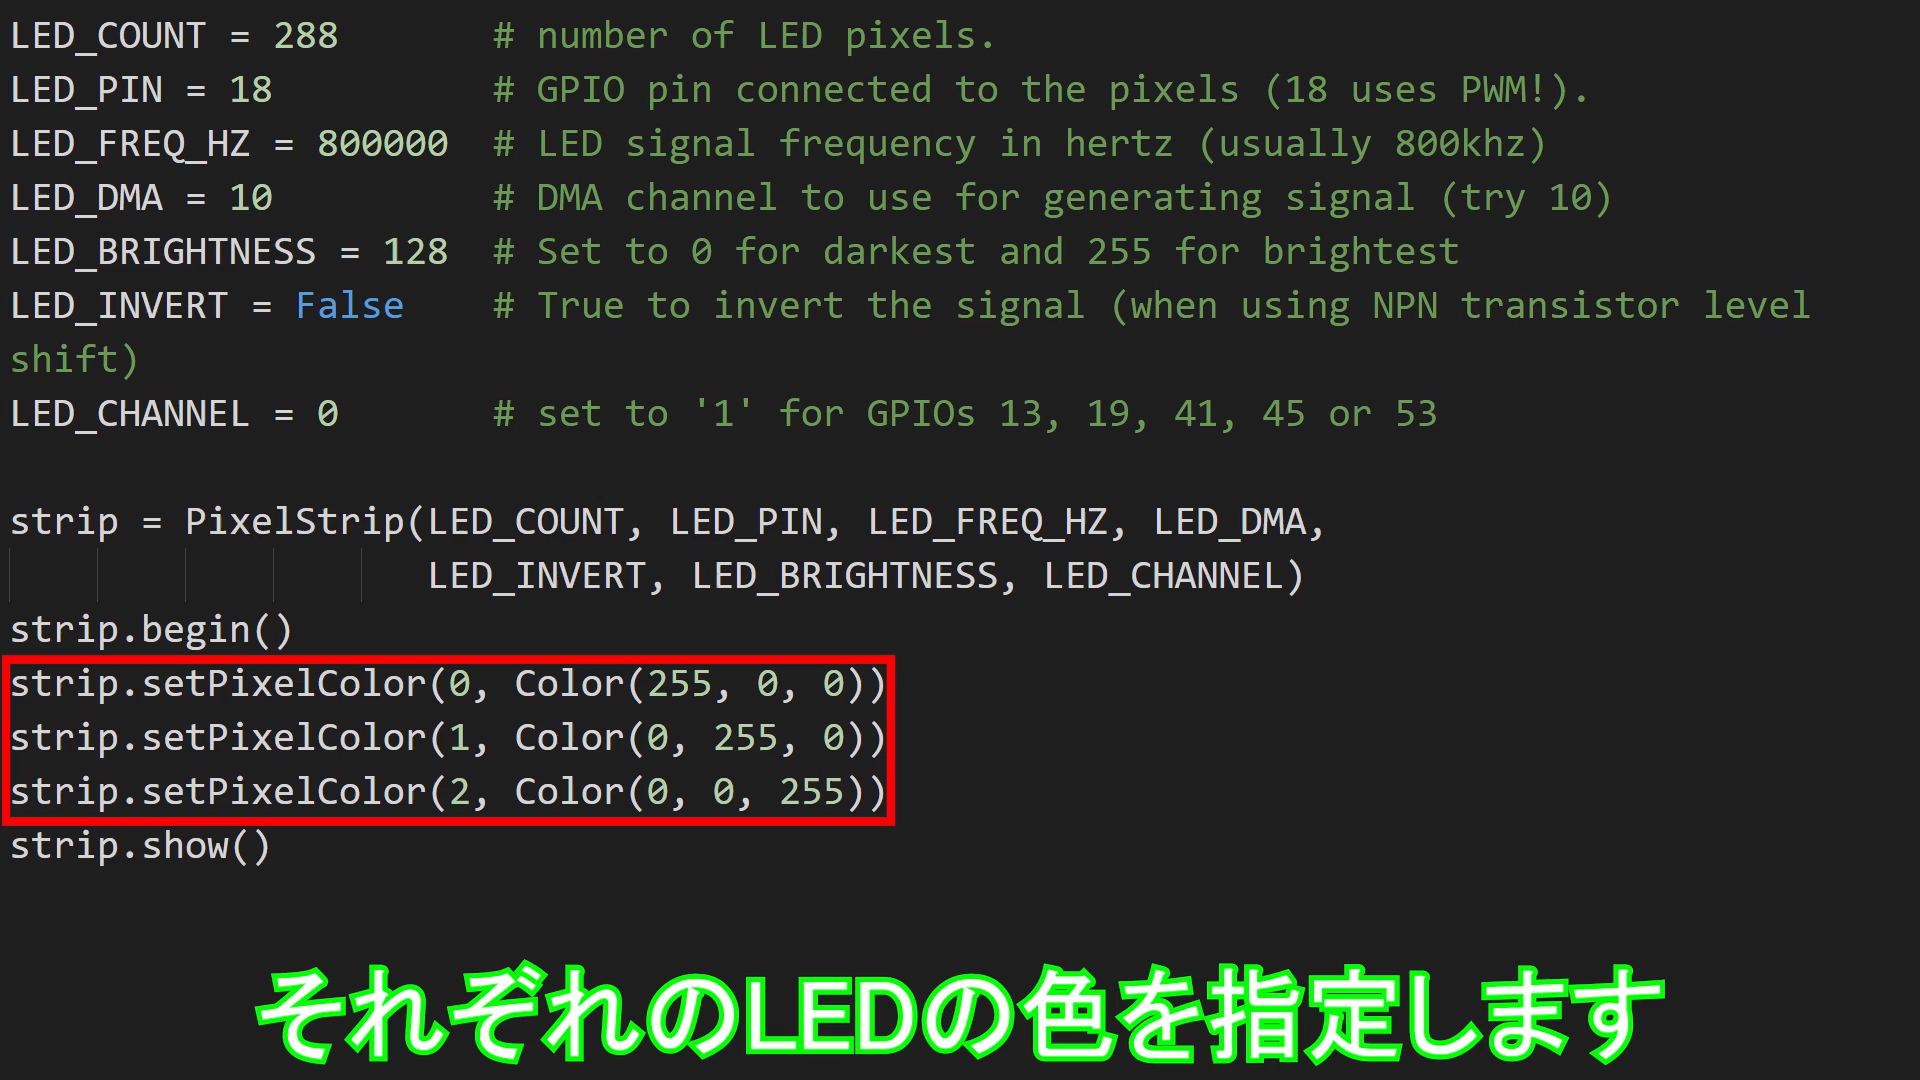 LED_COUNT = 288       # number of LED pixels.
LED_PIN = 18          # GPIO pin connected to the pixels (18 uses PWM!).
LED_FREQ_HZ = 800000  # LED signal frequency in hertz (usually 800khz)
LED_DMA = 10          # DMA channel to use for generating signal (try 10)
LED_BRIGHTNESS = 128  # Set to 0 for darkest and 255 for brightest
LED_INVERT = False    # True to invert the signal (when using NPN transistor level
shift)
LED_CHANNEL = 0       # set to '1' for GPIOs 13, 19, 41, 45 or 53
strip = PixelStrip(LED_COUNT, LED_PIN, LED_FREQ_HZ, LED_DMA,
                   LED_INVERT, LED_BRIGHTNESS, LED_CHANNEL)
strip.begin()
strip.setPixelColor(0, Color(255, 0, 0))
strip.setPixelColor(1, Color(0, 255, 0))
strip.setPixelColor(2, Color(0, 0, 255))
strip.show()
それぞれのLEDの色を指定します